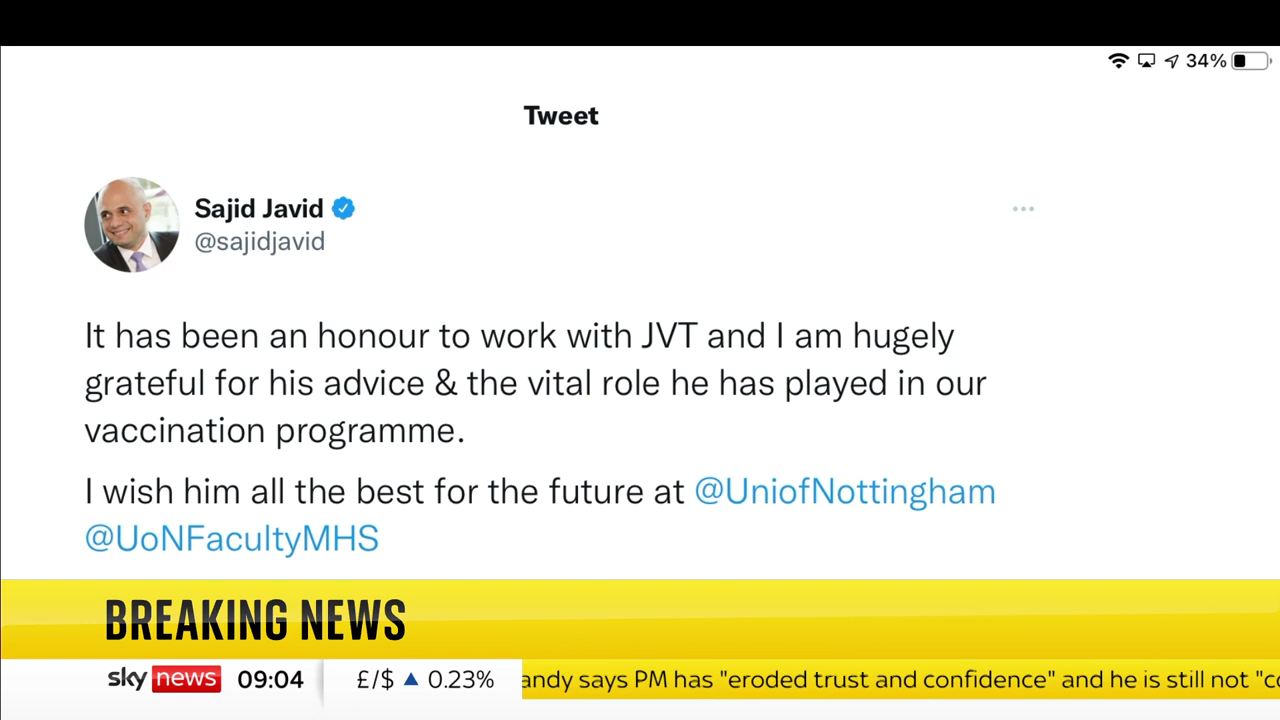 34%
Tweet
Sajid Javid
@sajidjavid
It has been an honour to work with JVT and I am hugely
grateful for his advice & the vital role he has played in our
vaccination programme.
I wish him all the best for the future at @UniofNottingham
@UoNFacultyMHS
BREAKING NEWS
sky news 09:04 £/$ ▲ 0.23% andy says PM has "eroded trust and confidence" and he is still not "c